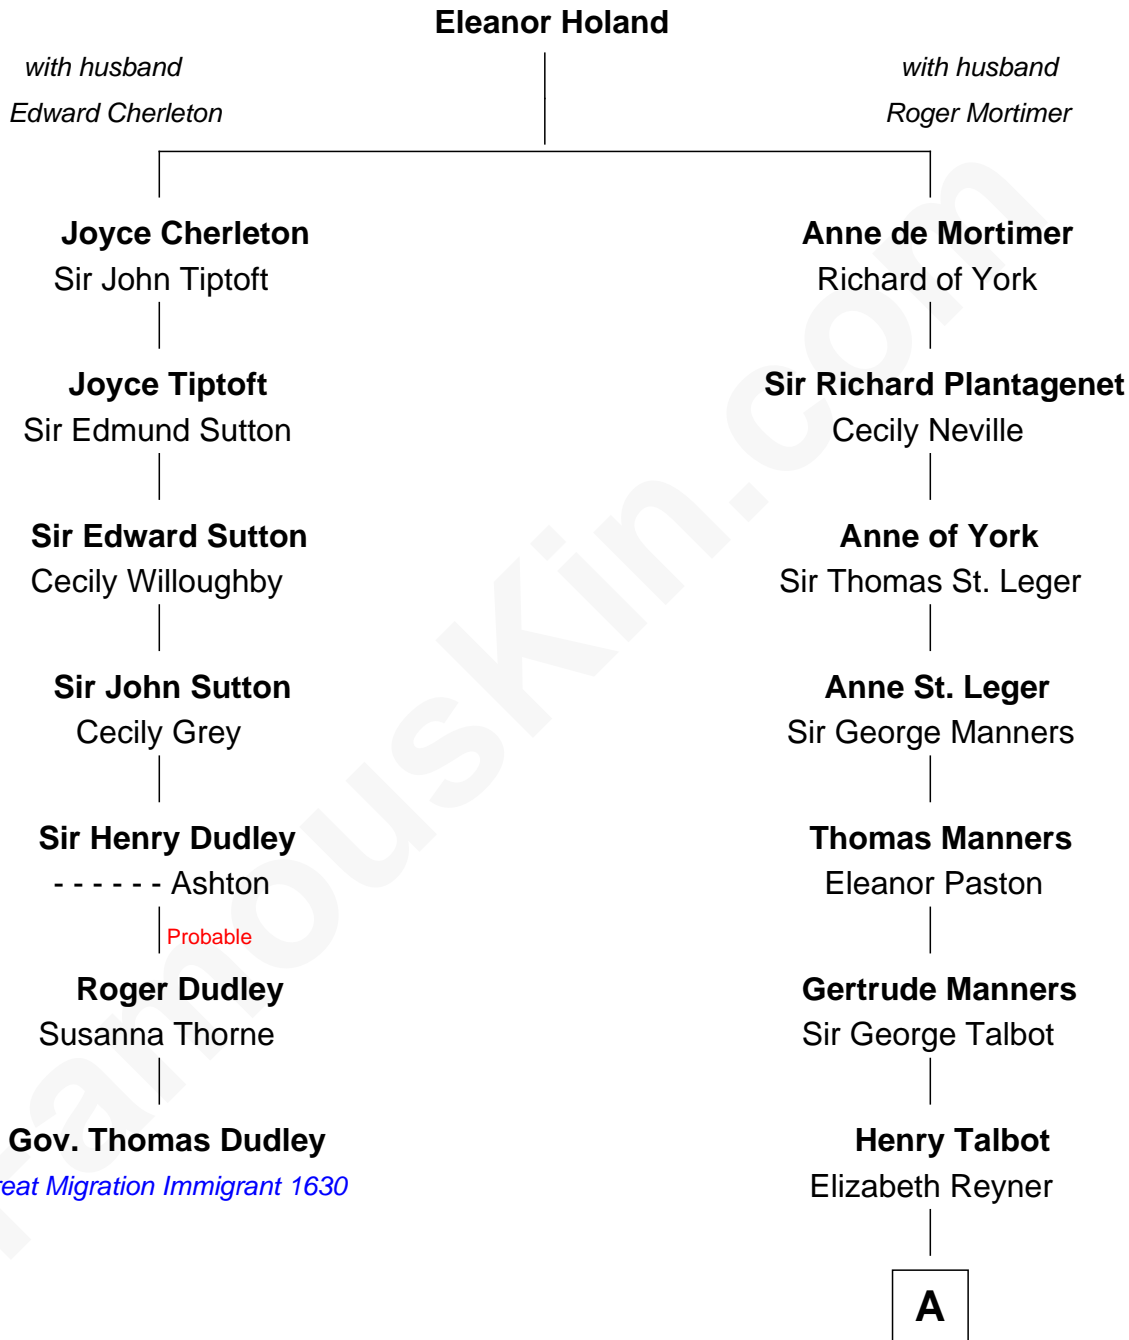 Eleanor Holand
with husband
Edward Cherleton
with husband
Roger Mortimer
Joyce Cherleton
Sir John Tiptoft
Anne de Mortimer
Richard of York
Joyce Tiptoft
Sir Edmund Sutton
Sir Richard Plantagenet
Cecily Neville
Sir Edward Sutton
Cecily Willoughby
Anne of York
Sir Thomas St. Leger
Sir John Sutton
Cecily Grey
Anne St. Leger
Sir George Manners
Sir Henry Dudley
- - - - - - Ashton
Thomas Manners
Eleanor Paston
Probable
Roger Dudley
Susanna Thorne
Gertrude Manners
Sir George Talbot
Gov. Thomas Dudley
reat Migration Immigrant 1630
Henry Talbot
Elizabeth Reyner
A
FamousKin.com